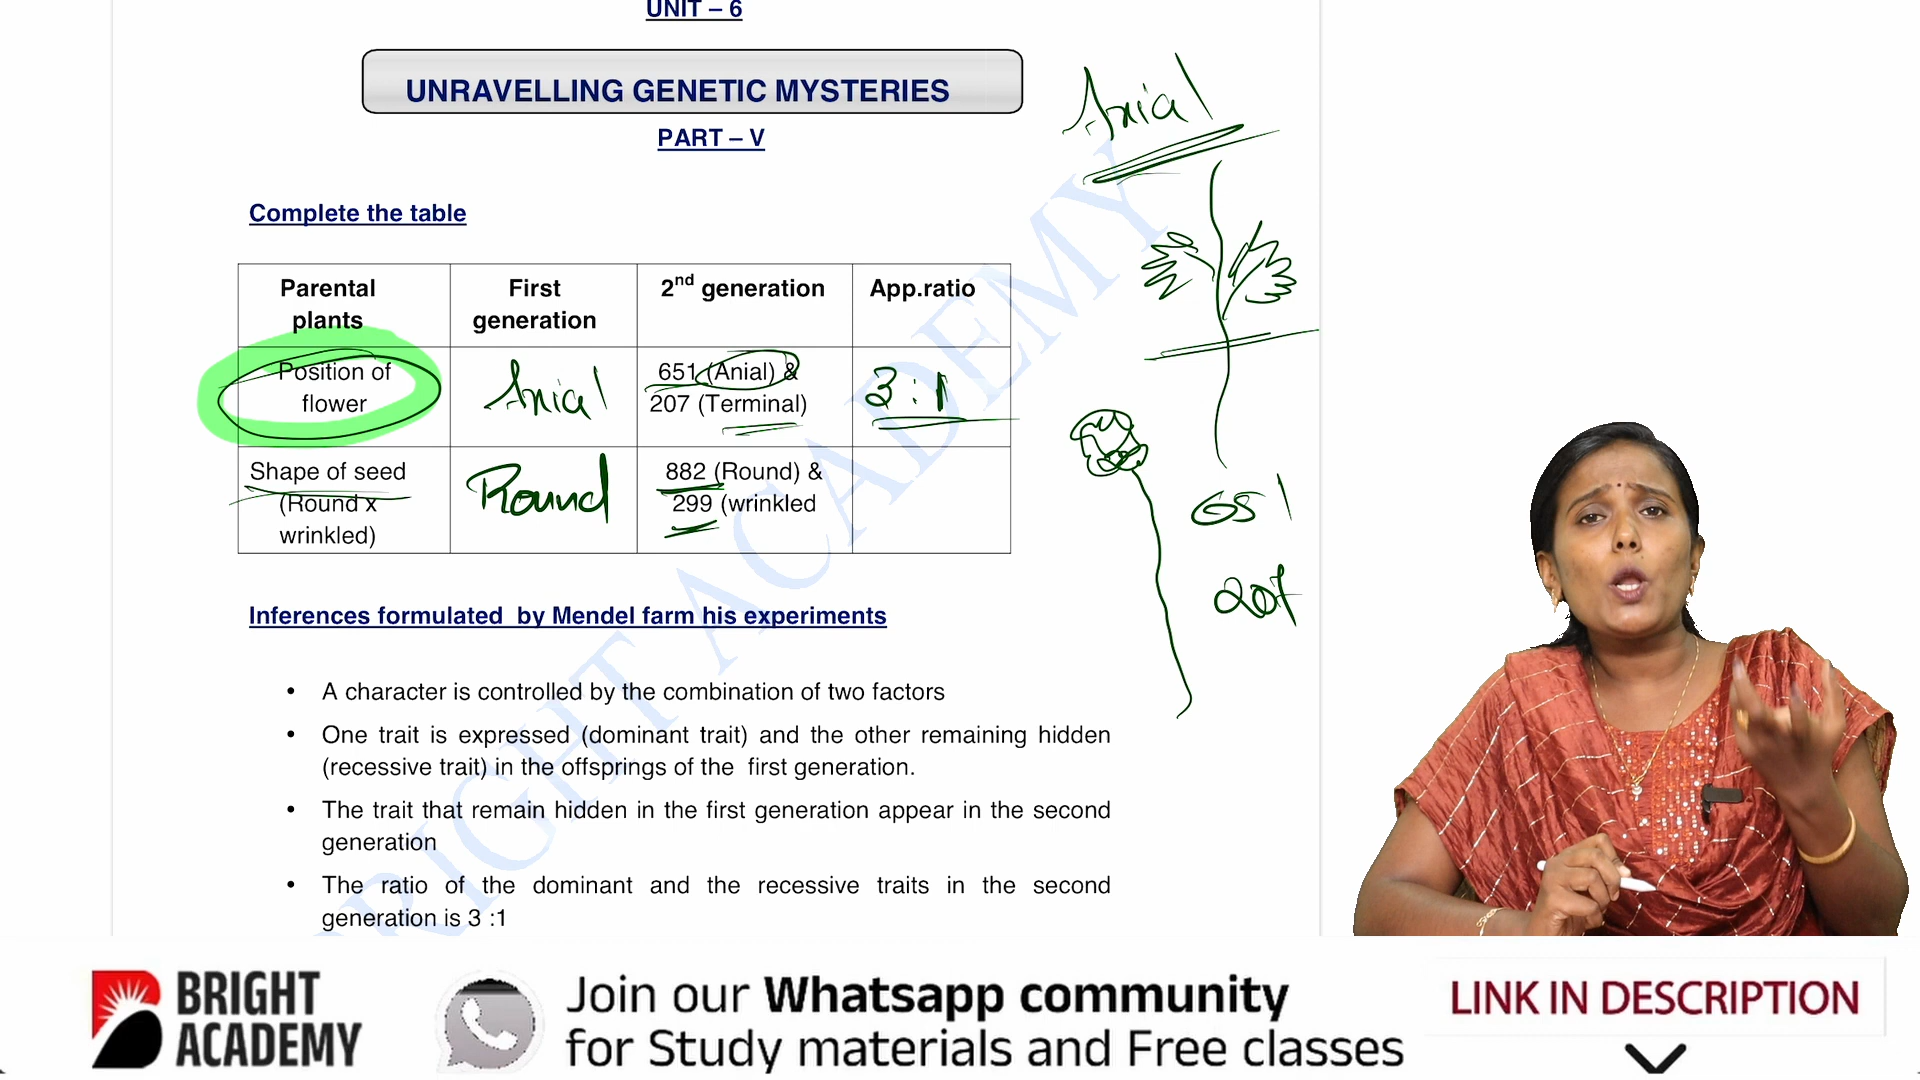 UNIT – 6
UNRAVELLING GENETIC MYSTERIES
PART – V
Axial
Complete the table
Parental plants
First generation
2nd generation
App.ratio
Position of flower
Axial
651 (Anial) &
207 (Terminal)
3 : 1
Shape of seed
(Round x
wrinkled)
Round
882 (Round) &
299 (wrinkled
651
207
Inferences formulated by Mendel farm his experiments
• A character is controlled by the combination of two factors
• One trait is expressed (dominant trait) and the other remaining hidden
(recessive trait) in the offsprings of the first generation.
• The trait that remain hidden in the first generation appear in the second
generation
• The ratio of the dominant and the recessive traits in the second
generation is 3 :1
BRIGHT ACADEMY
BRIGHT
ACADEMY
Join our Whatsapp community
for Study materials and Free classes
LINK IN DESCRIPTION